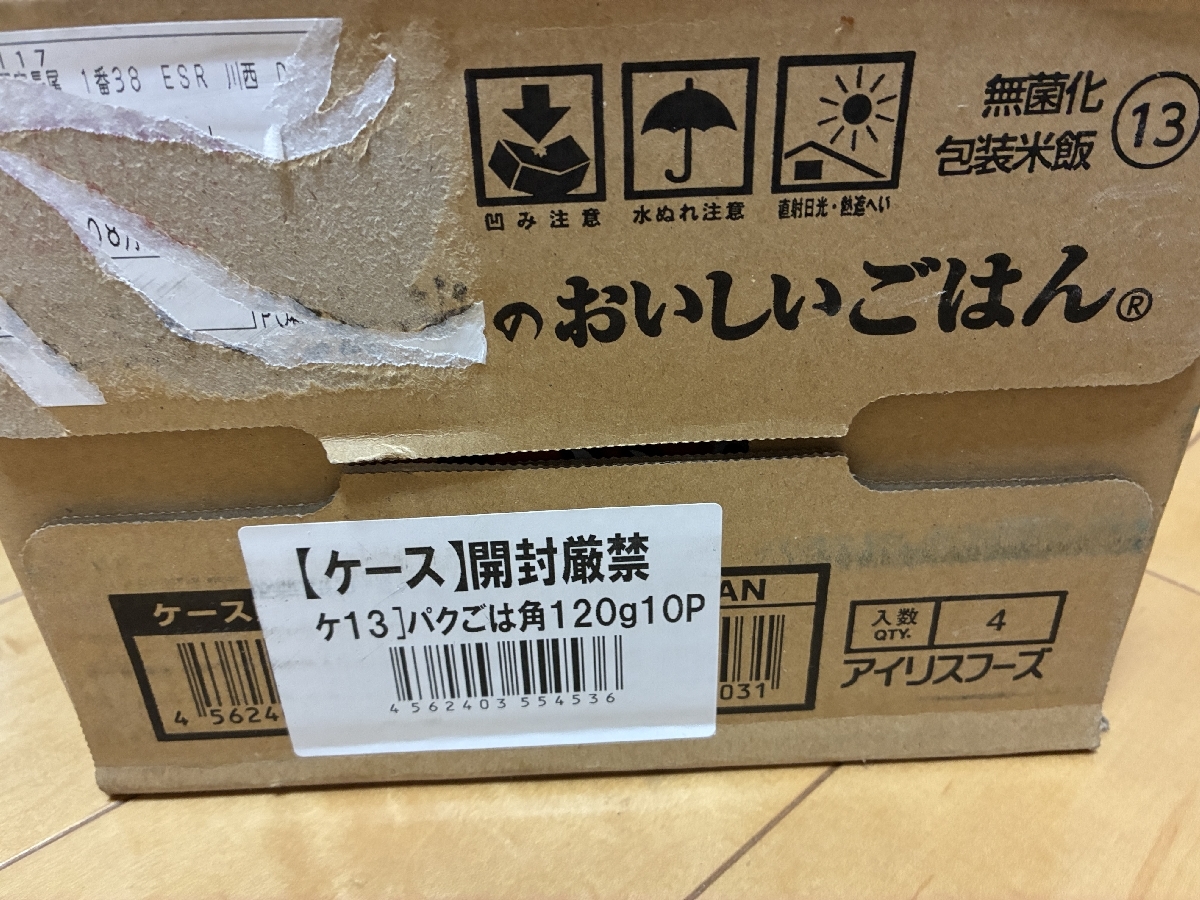 117
1番38 ESR 川西
無菌化
包装米飯
13
凹み注意
水ぬれ注意
直射日光・熱遮へい
のおいしいごはん®
【ケース】開封厳禁
ケ13]パクごは角120g10P
4562403 554536
ケース
4 5624
AN
031
入数
QTY.
4
アイリスフーズ